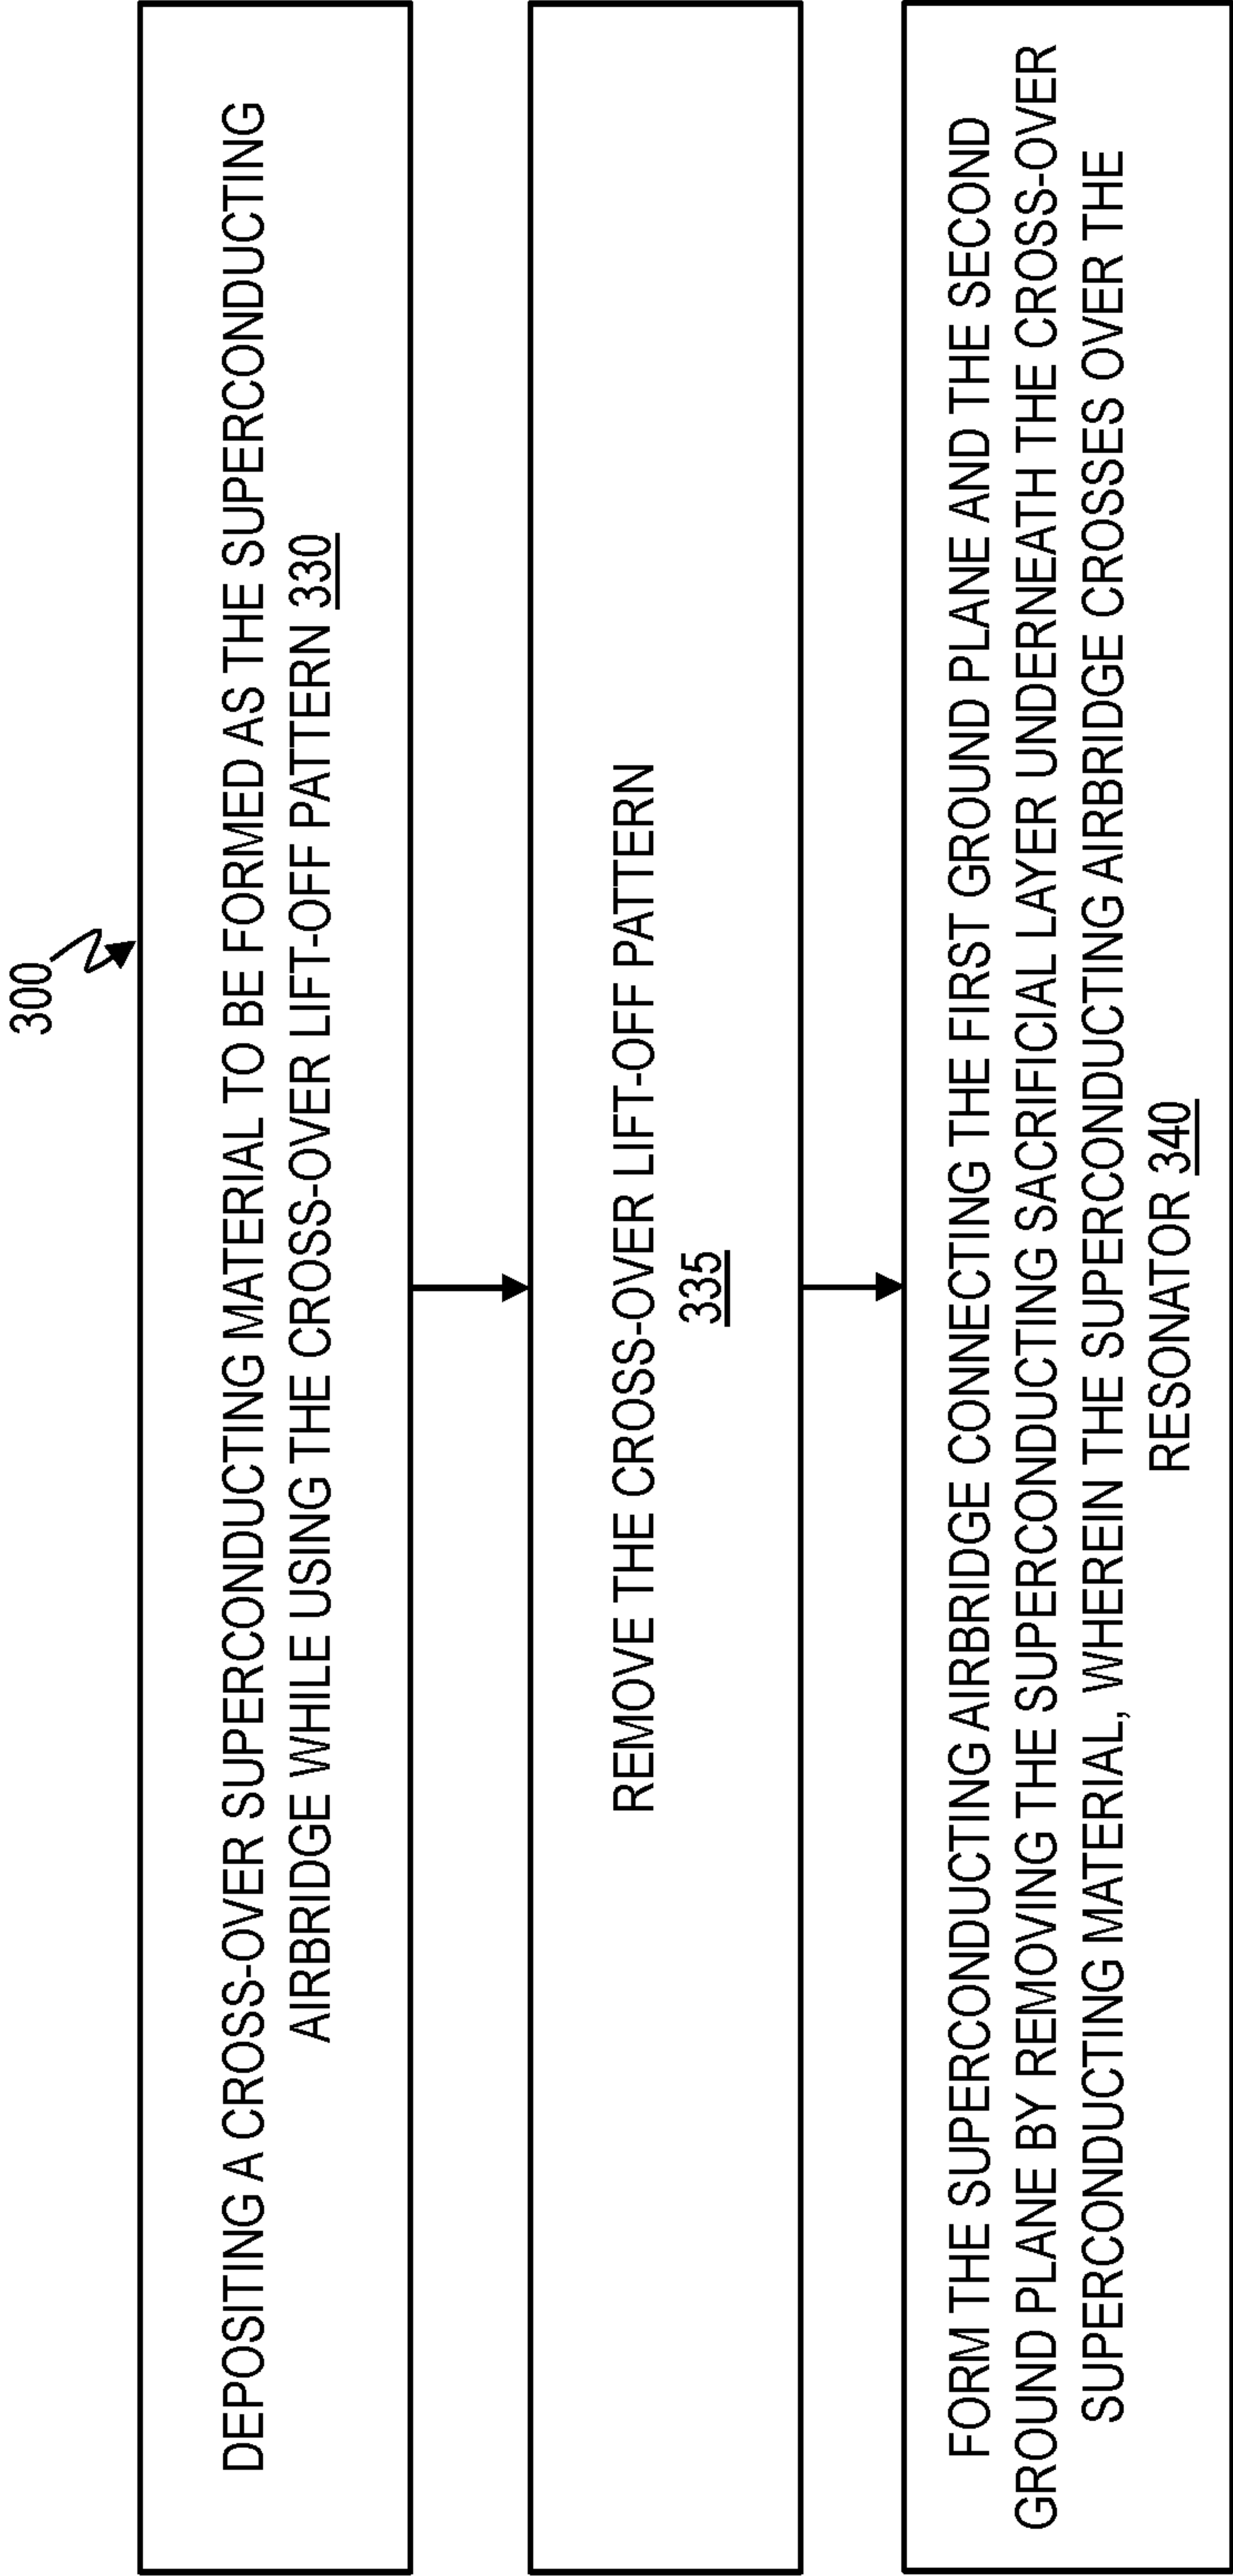 300
DEPOSITING A CROSS-OVER SUPERCONDUCTING MATERIAL TO BE FORMED AS THE SUPERCONDUCTING
AIRBRIDGE WHILE USING THE CROSS-OVER LIFT-OFF PATTERN 330
REMOVE THE CROSS-OVER LIFT-OFF PATTERN
335
FORM THE SUPERCONDUCTING AIRBRIDGE CONNECTING THE FIRST GROUND PLANE AND THE SECOND
GROUND PLANE BY REMOVING THE SUPERCONDUCTING SACRIFICIAL LAYER UNDERNEATH THE CROSS-OVER
SUPERCONDUCTING MATERIAL, WHEREIN THE SUPERCONDUCTING AIRBRIDGE CROSSES OVER THE
RESONATOR 340